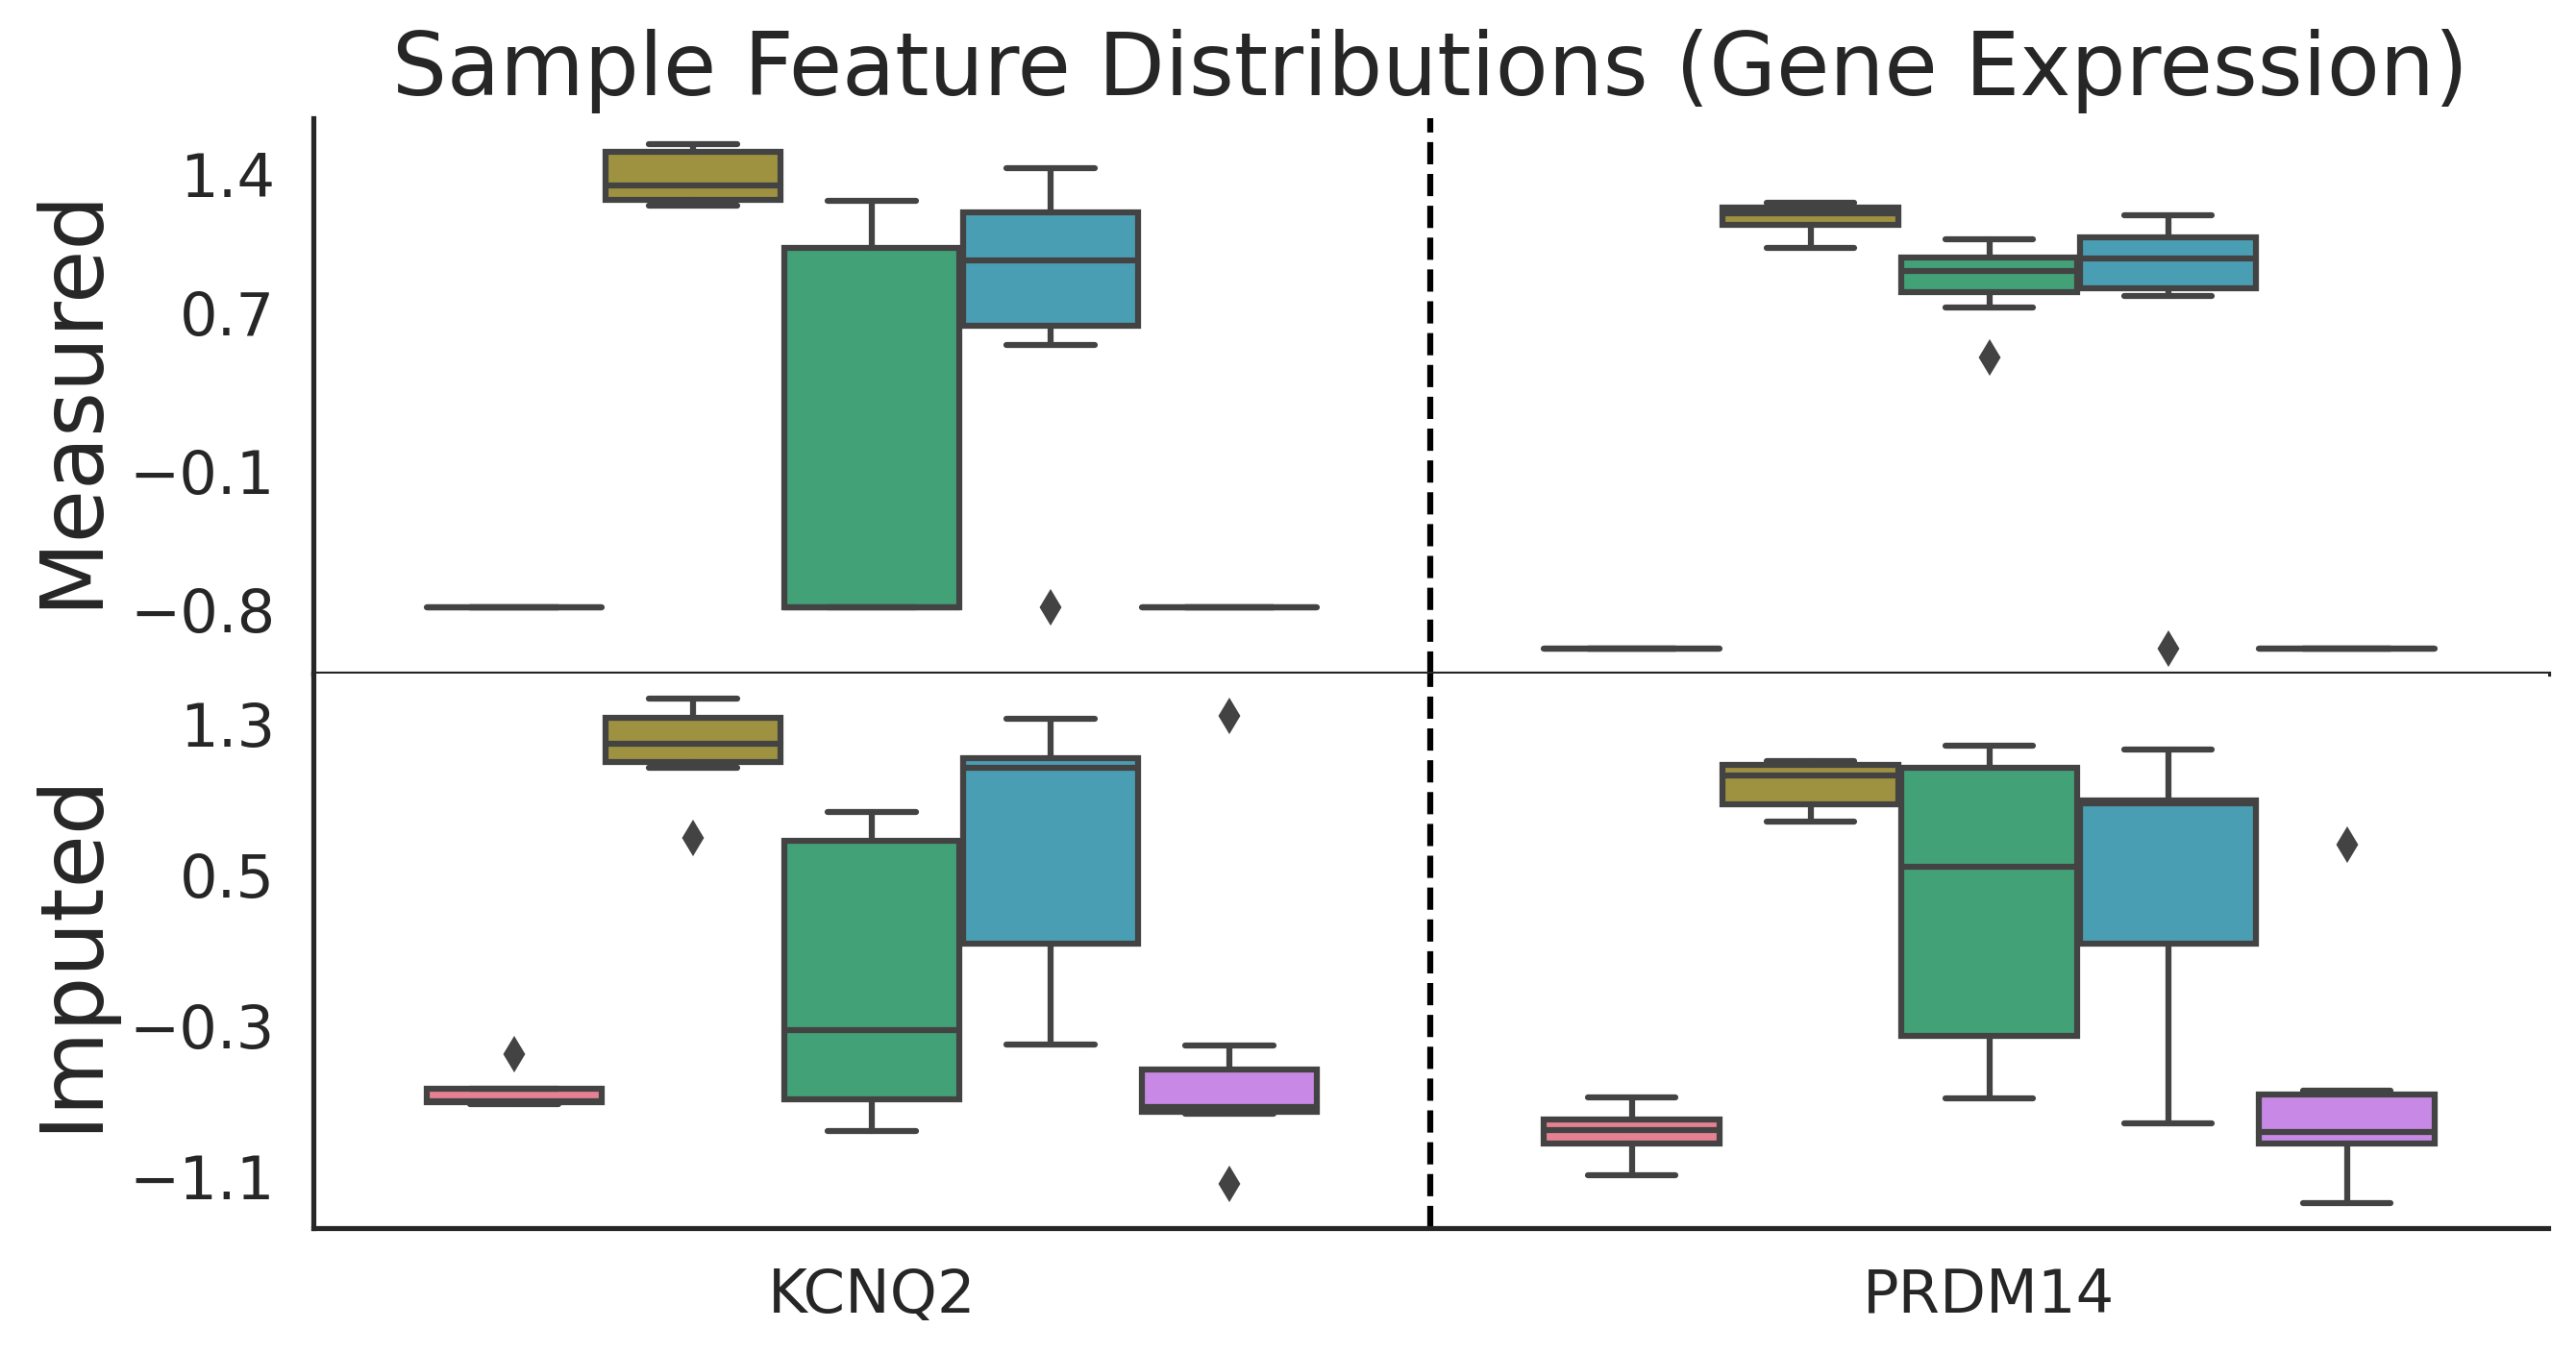 Sample Feature Distributions (Gene Expression)
Measured
1.4
0.7
−0.1
−0.8
Imputed
1.3
0.5
−0.3
−1.1
KCNQ2
PRDM14